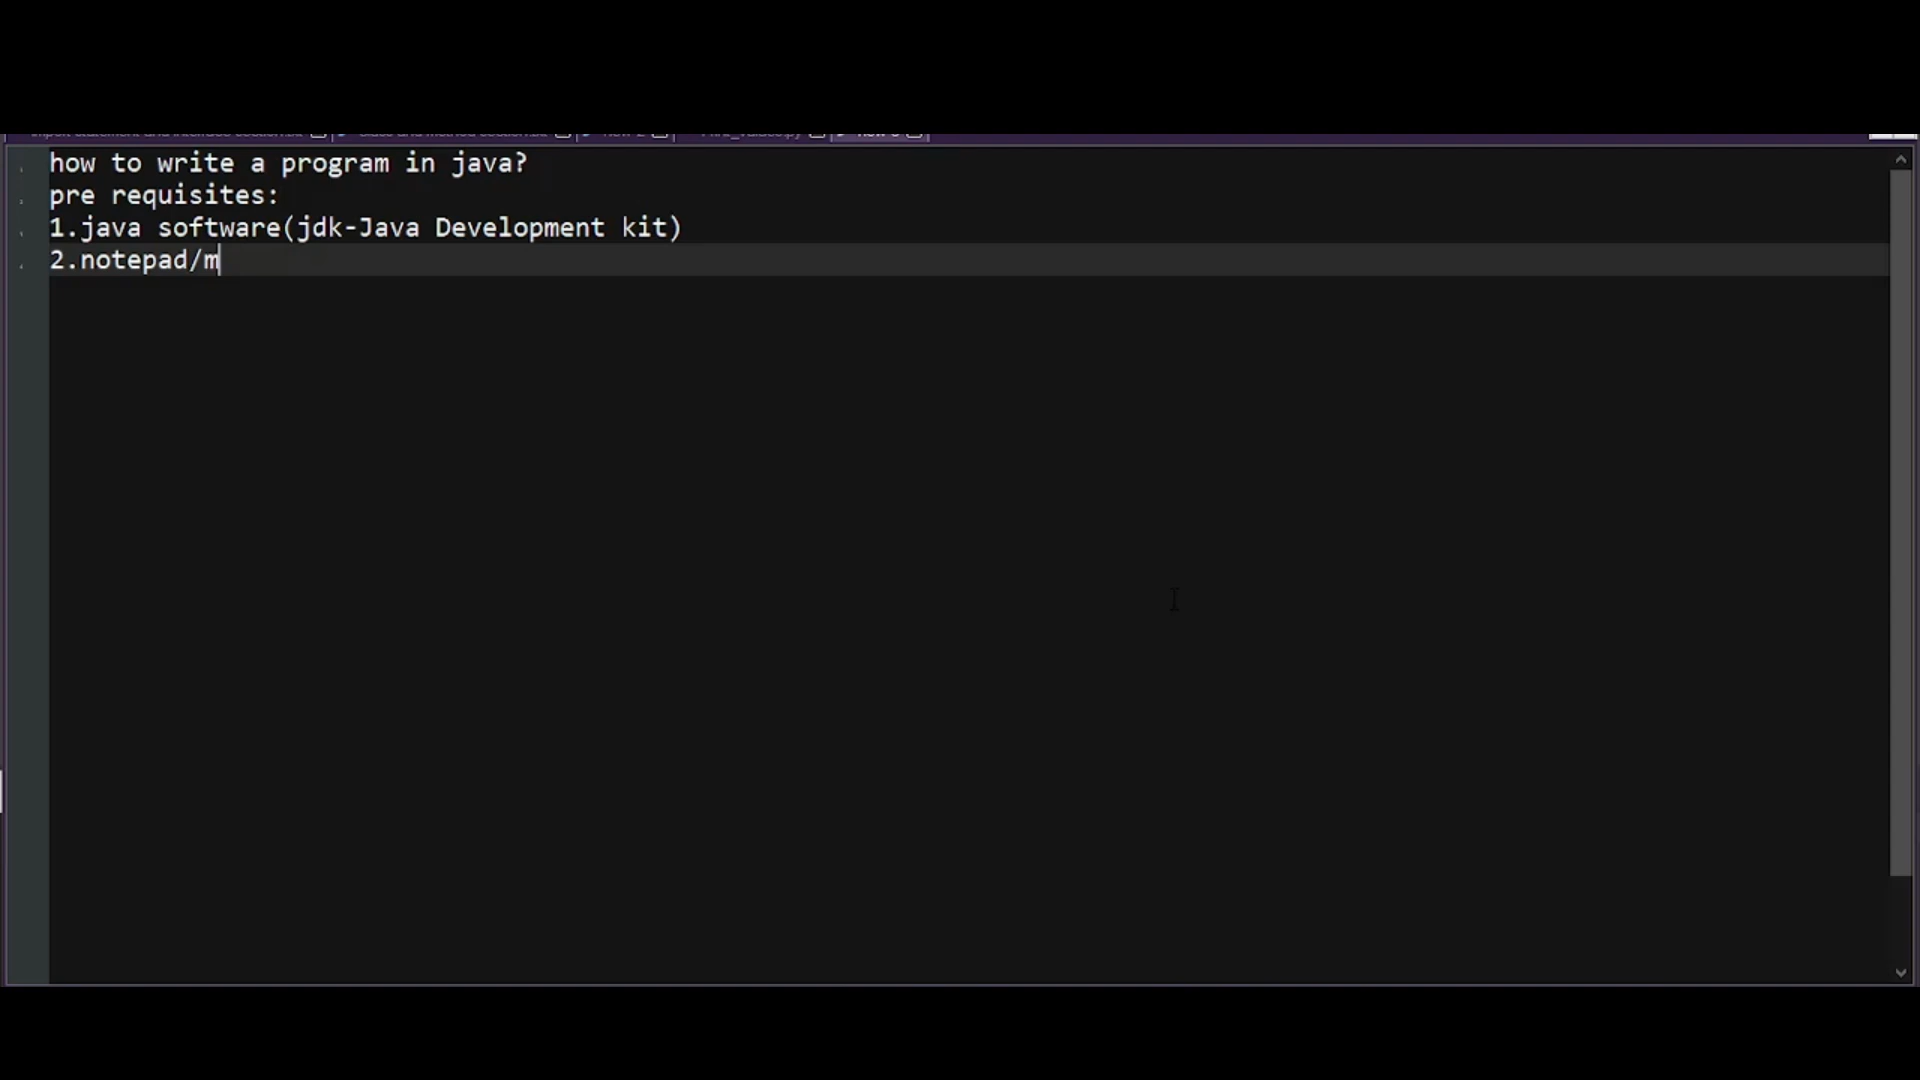 how to write a program in java?
pre requisites:
1.java software(jdk-Java Development kit)
2.notepad/m